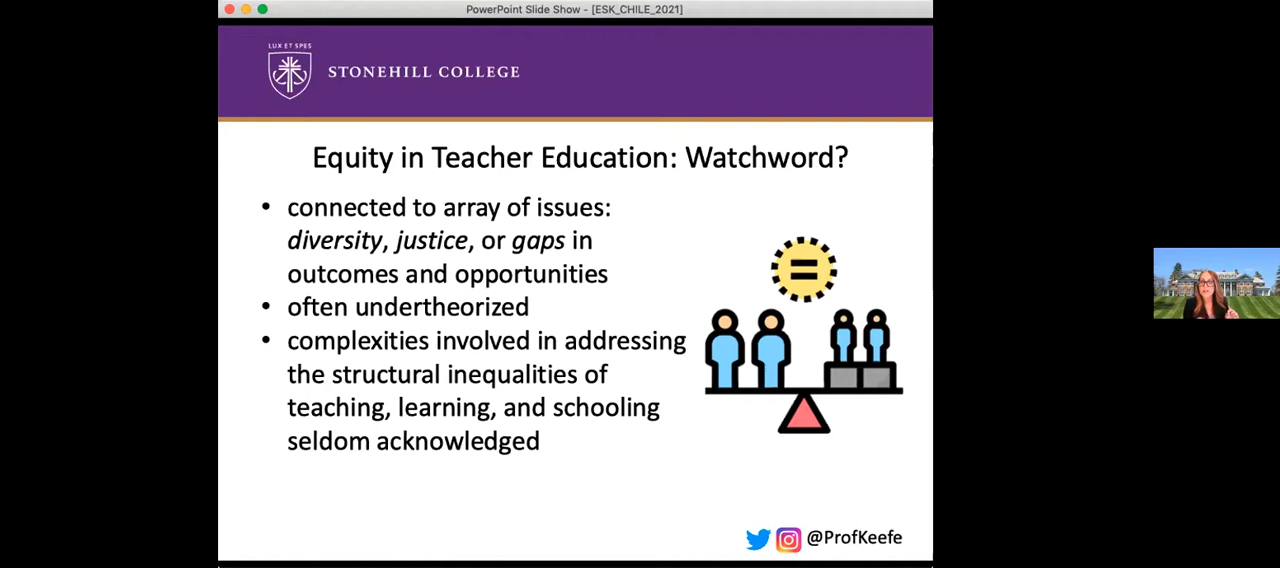 PowerPoint Slide Show - [ESK_CHILE_2021]
LUX ET SPES
STONEHILL COLLEGE
Equity in Teacher Education: Watchword?
• connected to array of issues:
diversity, justice, or gaps in
outcomes and opportunities
• often undertheorized
• complexities involved in addressing
the structural inequalities of
teaching, learning, and schooling
seldom acknowledged
@ProfKeefe